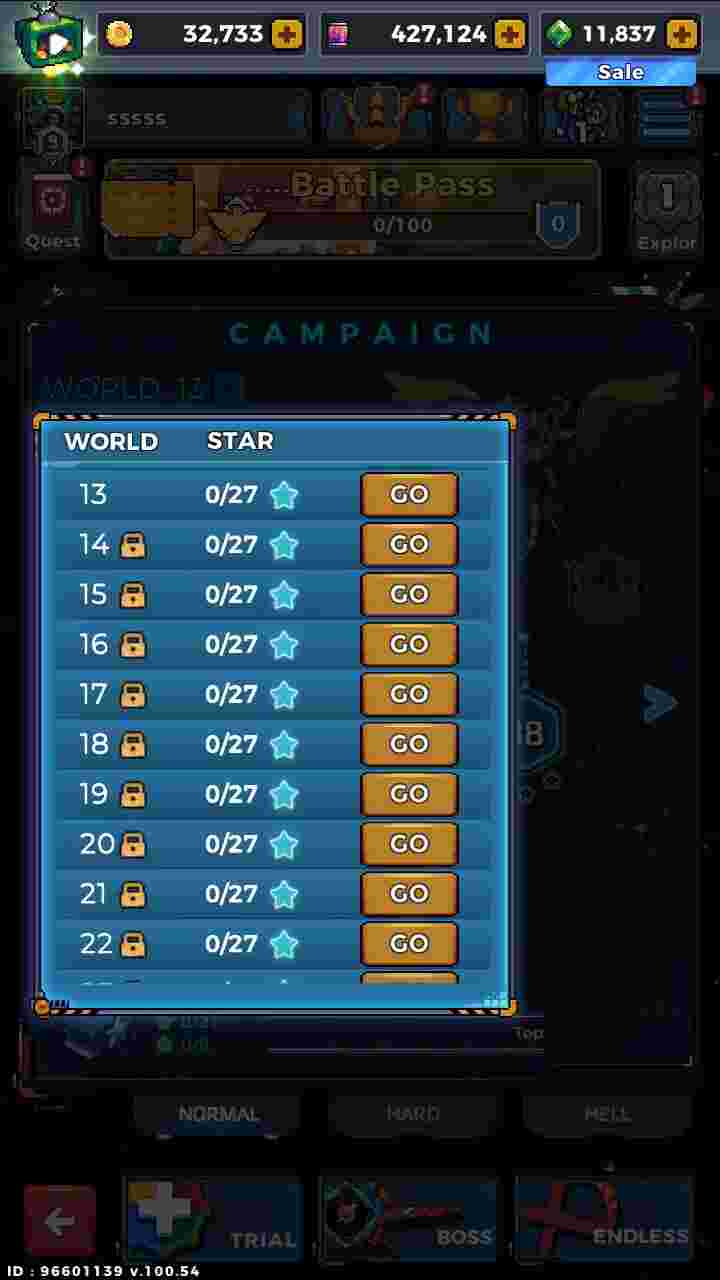 32,733
427,124
11,837
Sale
19
sssss
1
Battle Pass
0/100
0
Quest
1
Explor
CAMPAIGN
WORLD 13
WORLD STAR
13 0/27 GO
14 0/27 GO
15 0/27 GO
16 0/27 GO
17 0/27 GO
18 0/27 GO
19 0/27 GO
20 0/27 GO
21 0/27 GO
22 0/27 GO
Top
NORMAL HARD HELL
TRIAL BOSS ENDLESS
ID : 96601139 v.100.54